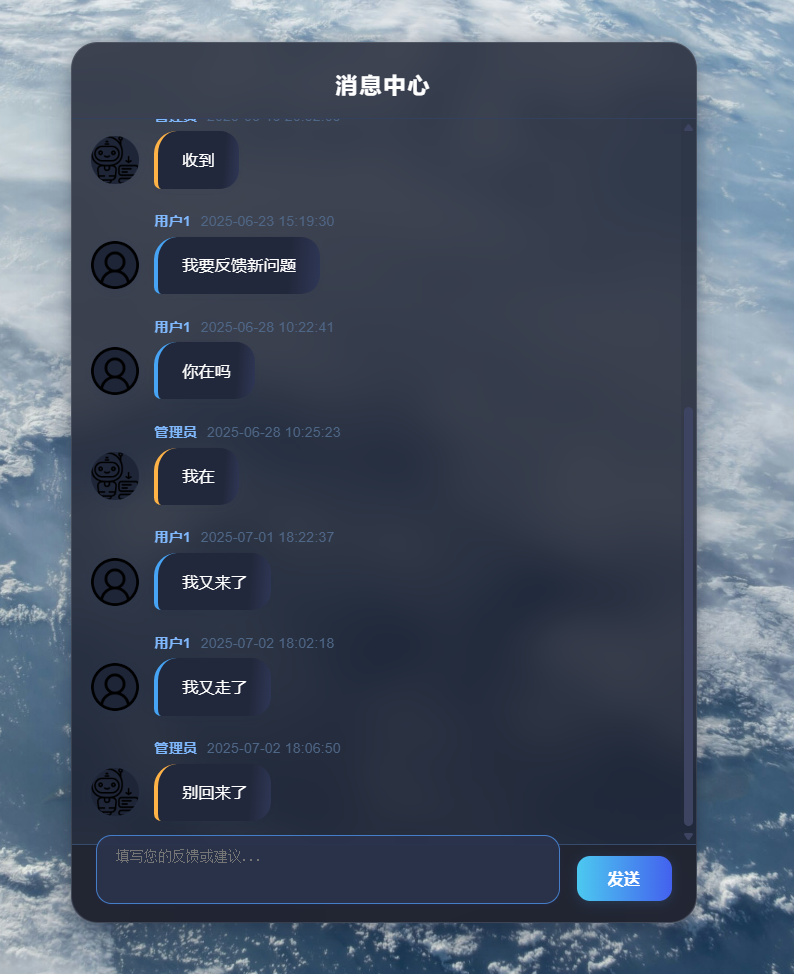 消息中心
收到
用户1 2025-06-23 15:19:30
我要反馈新问题
用户1 2025-06-28 10:22:41
你在吗
管理员 2025-06-28 10:25:23
我在
用户1 2025-07-01 18:22:37
我又来了
用户1 2025-07-02 18:02:18
我又走了
管理员 2025-07-02 18:06:50
别回来了
填写您的反馈或建议...
发送